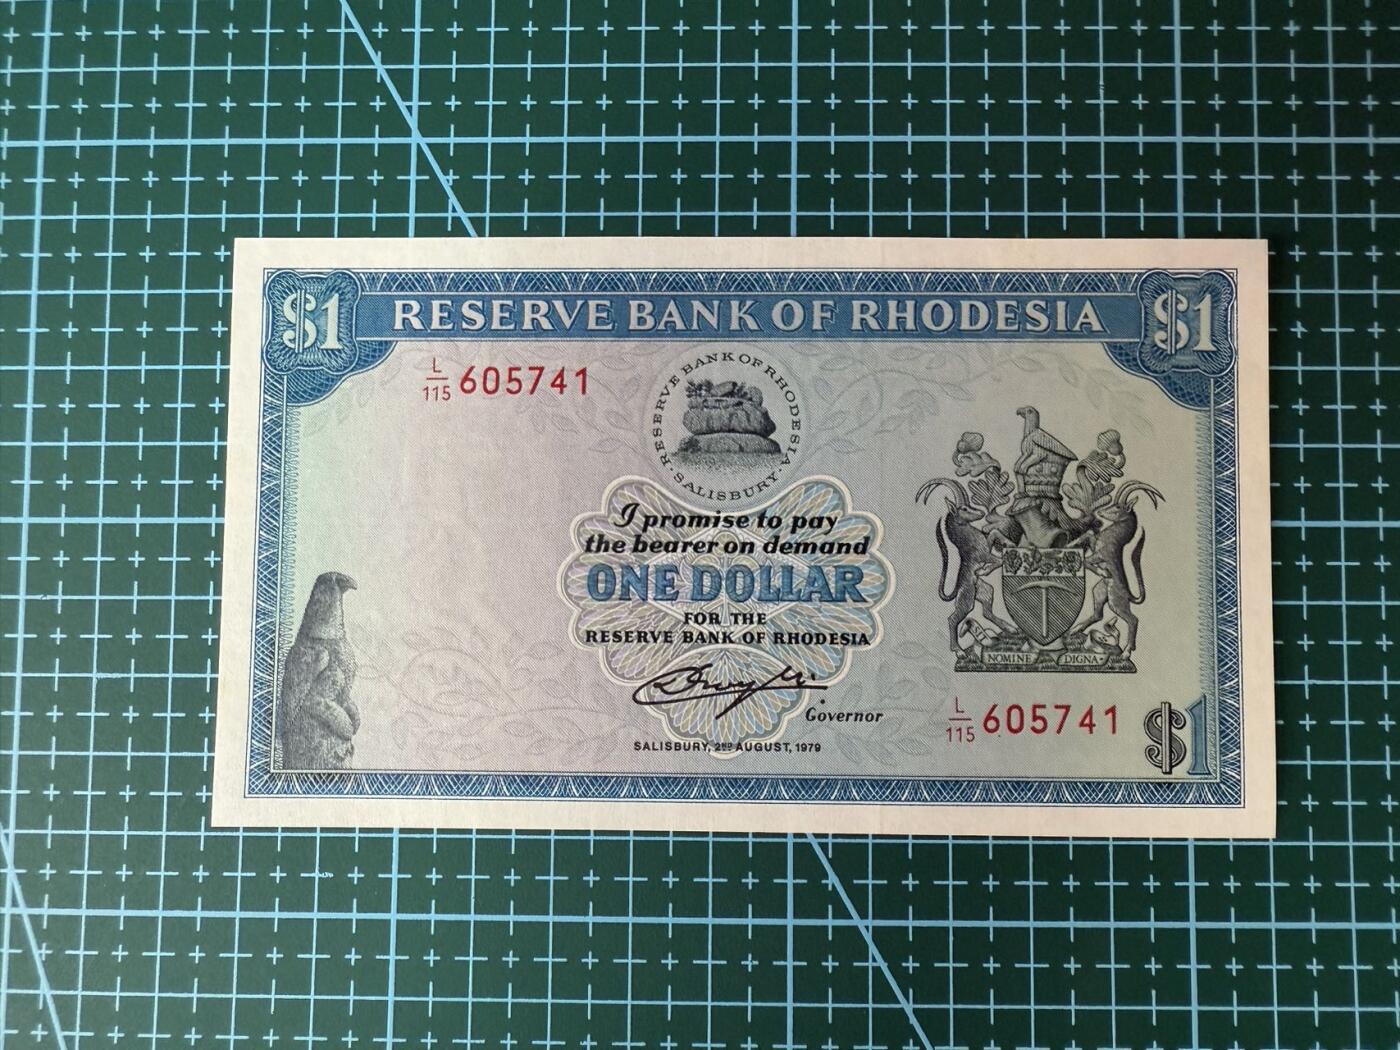 $1 RESERVE BANK OF RHODESIA $1
L/115 605741
RESERVE BANK OF RHODESIA
· SALISBURY ·
I promise to pay
the bearer on demand
ONE DOLLAR
FOR THE
RESERVE BANK OF RHODESIA
Governor
SALISBURY, 2ND AUGUST, 1979
SIT NOMINE DIGNA
L/115 605741
$1